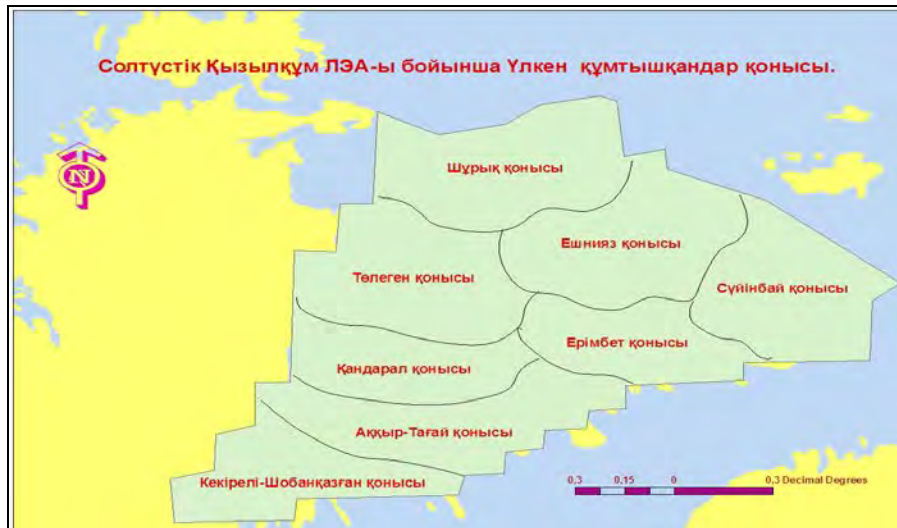 Солтүстік Қызылқұм ЛЭА-ы бойынша Үлкен құмтышқандар қонысы.
N
Шұрық қонысы
Ешнияз қонысы
Төлеген қонысы
Сүйінбай қонысы
Ерімбет қонысы
Қандарал қонысы
Аққыр-Тағай қонысы
Кекірелі-Шобанқазған қонысы
0,3 0,15 0 0,3 Decimal Degrees